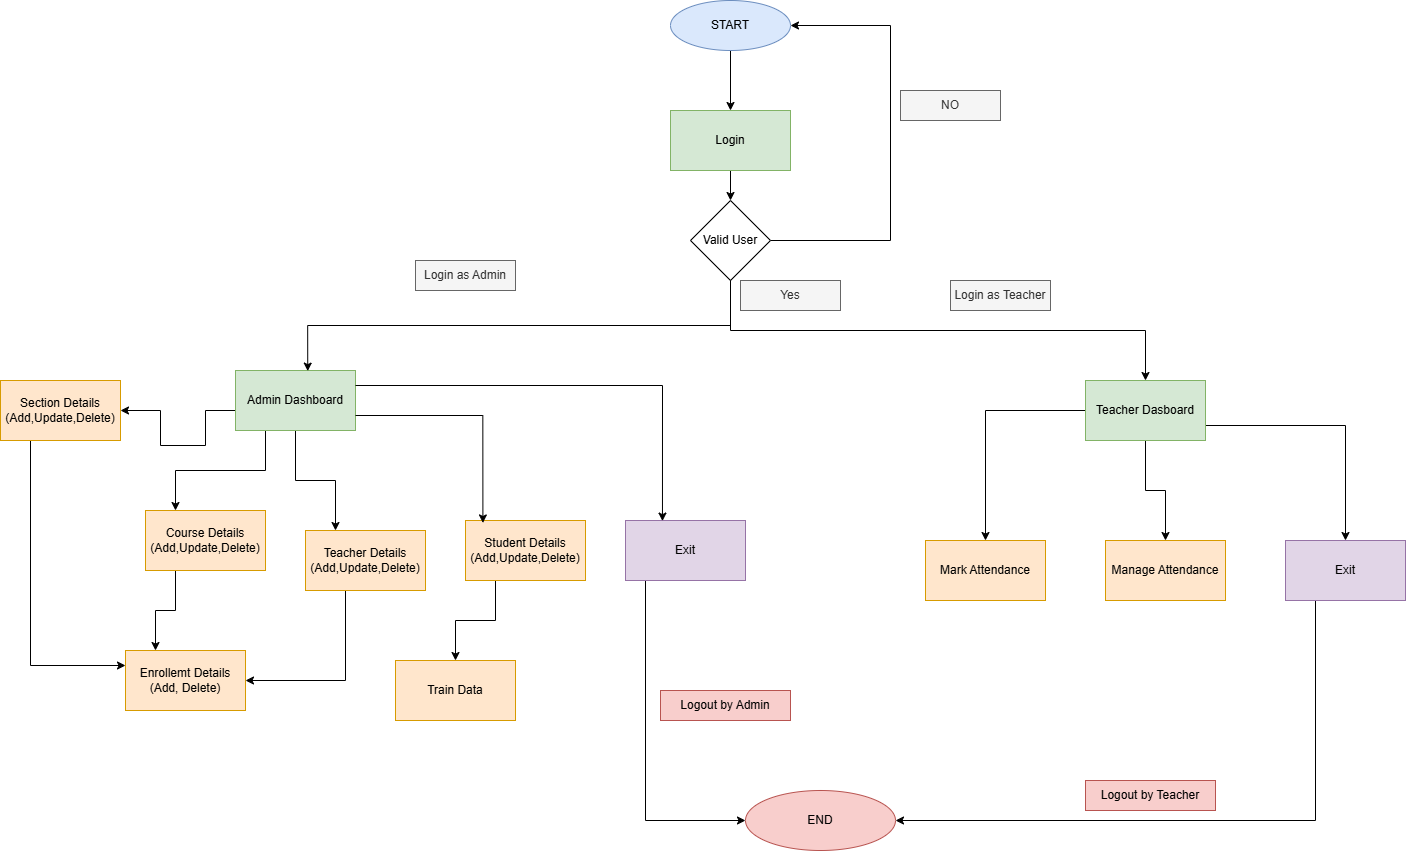 START
NO
Login
Valid User
Login as Admin
Yes
Login as Teacher
Admin Dashboard
Section Details
(Add,Update,Delete)
Teacher Dasboard
Course Details
(Add,Update,Delete)
Teacher Details
(Add,Update,Delete)
Student Details
(Add,Update,Delete)
Exit
Mark Attendance
Manage Attendance
Exit
Enrollemt Details
(Add, Delete)
Train Data
Logout by Admin
Logout by Teacher
END